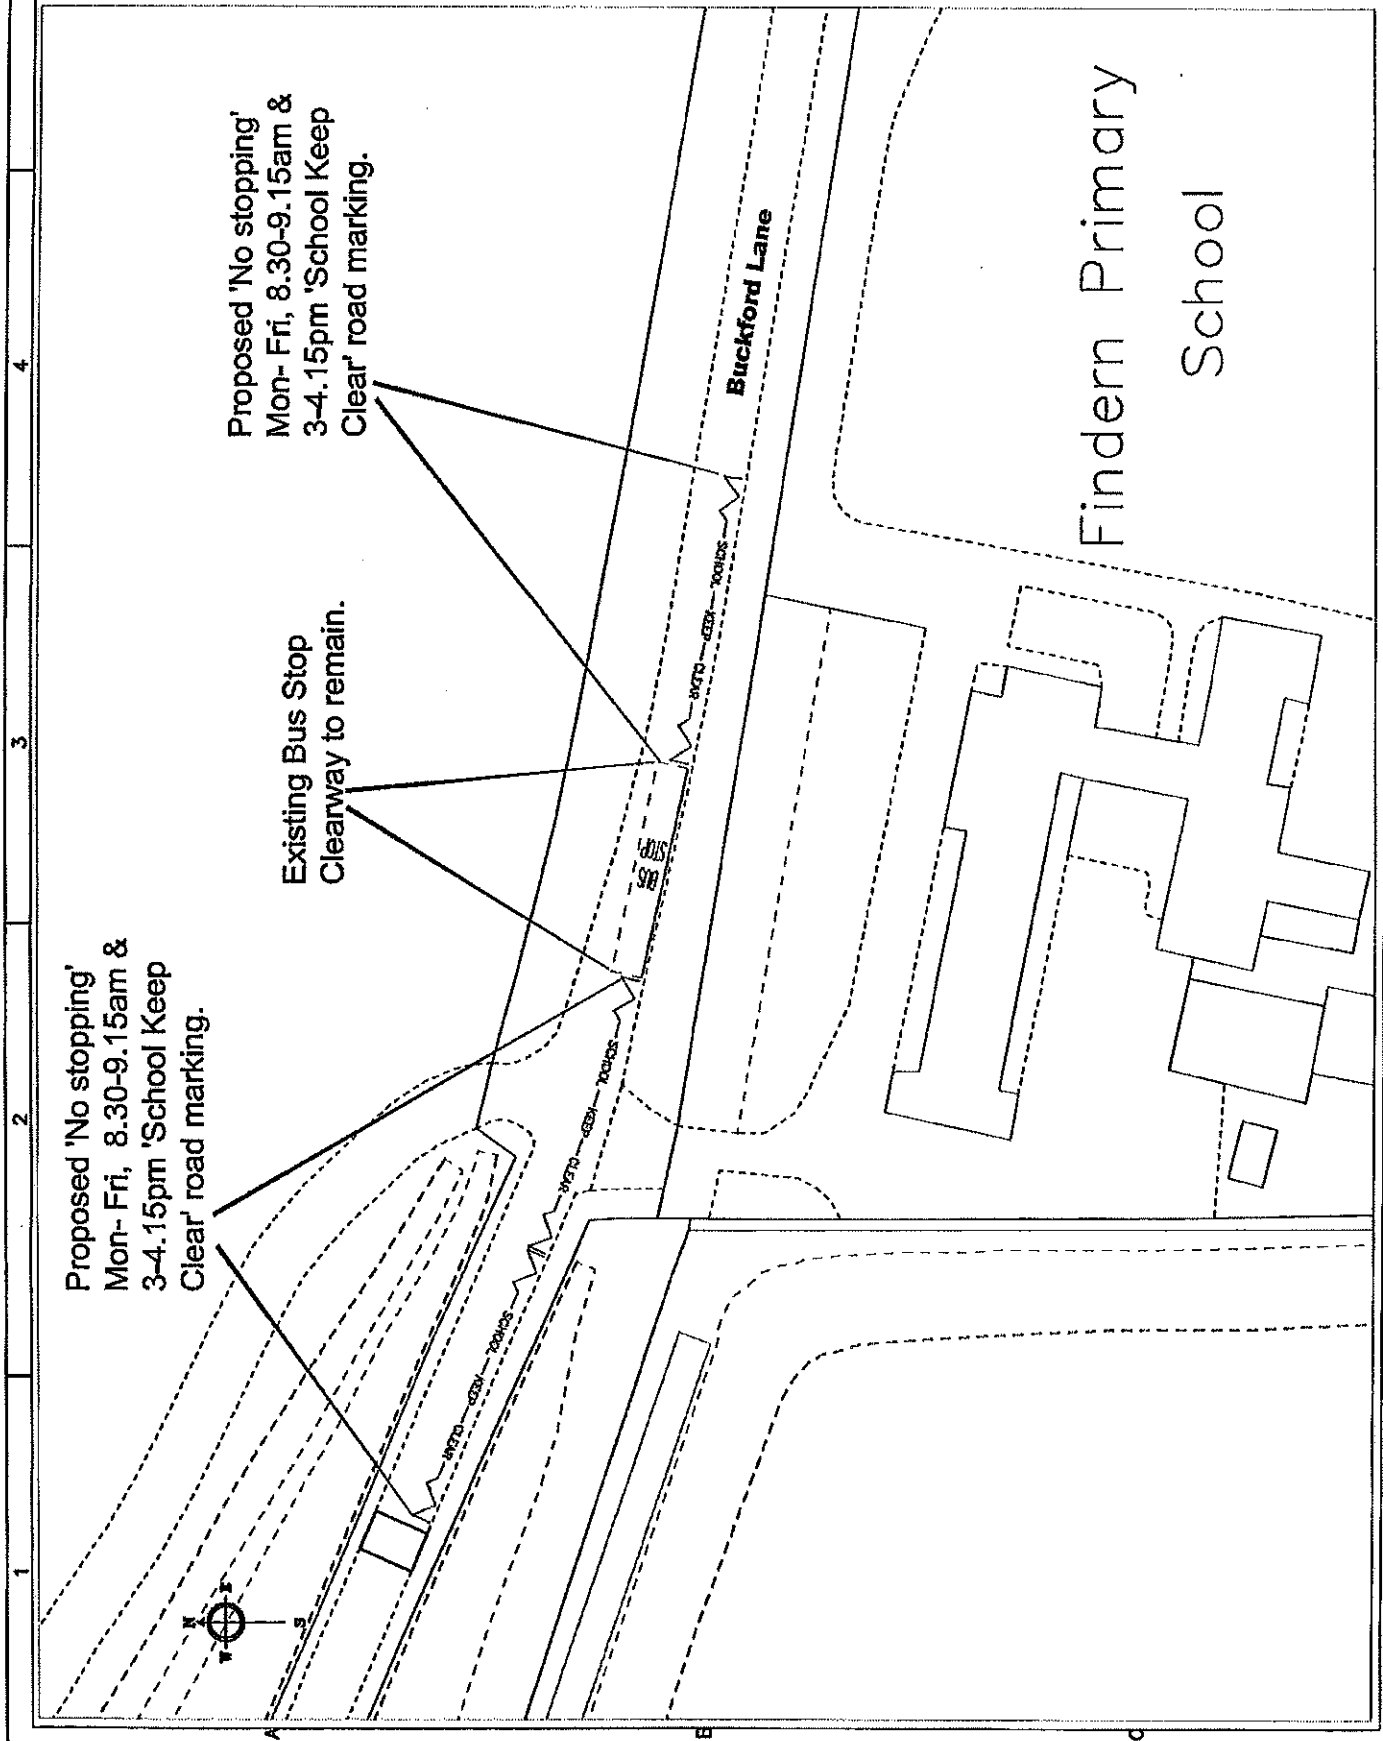 1
2
3
4
A
B
C
Proposed 'No stopping'
Mon- Fri, 8.30-9.15am &
3-4.15pm 'School Keep
Clear' road marking.
Existing Bus Stop
Clearway to remain.
Proposed 'No stopping'
Mon- Fri, 8.30-9.15am &
3-4.15pm 'School Keep
Clear' road marking.
N
W
E
S
CLEAR KEEP SCHOOL
CLEAR KEEP SCHOOL
BUS
STOP
CLEAR KEEP SCHOOL
Buckford Lane
Findern Primary
School